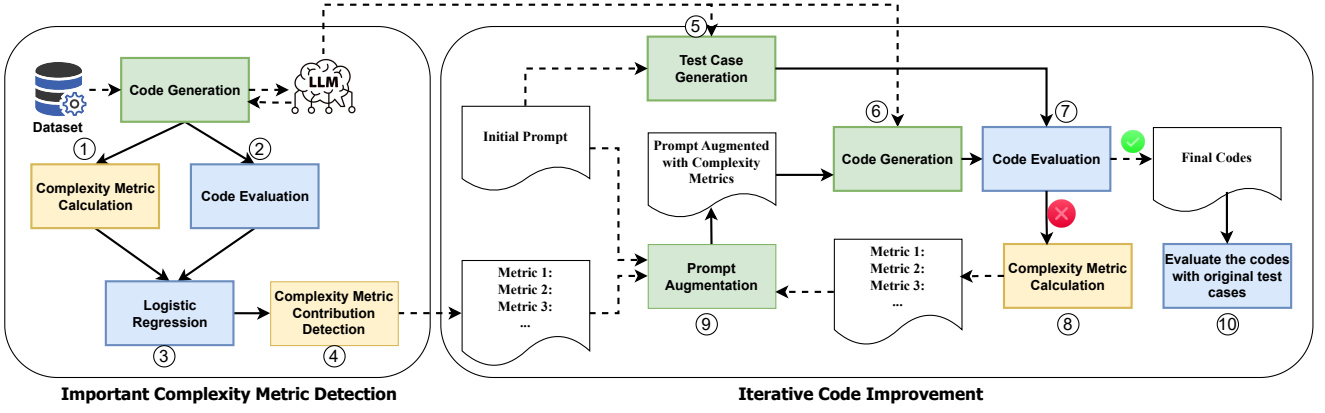 Dataset
Code Generation
LLM
①
②
Complexity Metric
Calculation
Code Evaluation
Logistic
Regression
③
Complexity Metric
Contribution
Detection
④
Important Complexity Metric Detection
⑤
Test Case
Generation
Initial Prompt
Prompt Augmented
with Complexity
Metrics
⑥
Code Generation
⑦
Code Evaluation
Final Codes
Metric 1:
Metric 2:
Metric 3:
...
Prompt
Augmentation
⑨
Metric 1:
Metric 2:
Metric 3:
...
Complexity Metric
Calculation
⑧
Evaluate the codes
with original test
cases
⑩
Iterative Code Improvement